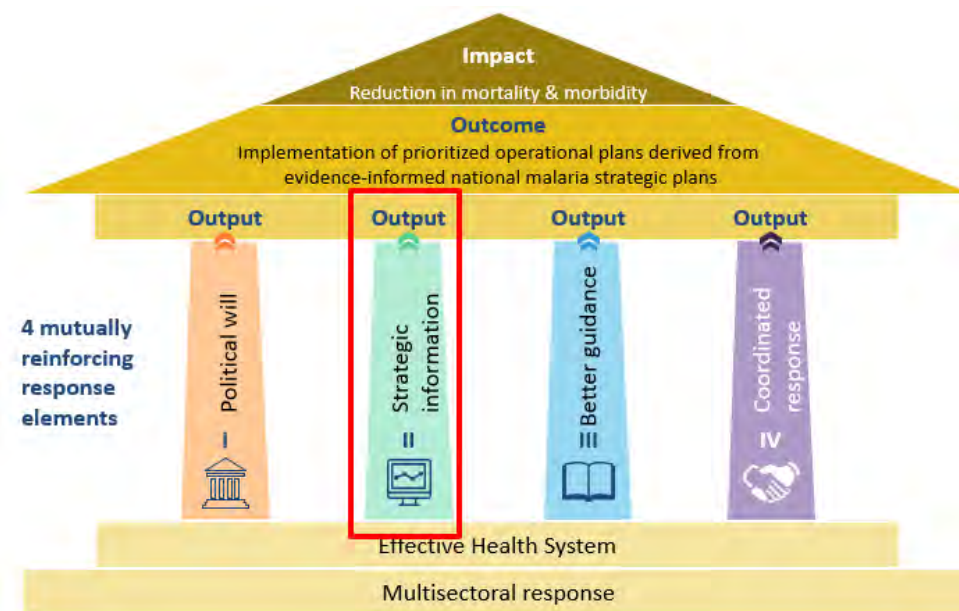 Impact
Reduction in mortality & morbidity
Outcome
Implementation of prioritized operational plans derived from
evidence-informed national malaria strategic plans
Output
Output
Output
Output
4 mutually
reinforcing
response
elements
I
Political will
II
Strategic
information
III
Better guidance
IV
Coordinated
response
Effective Health System
Multisectoral response